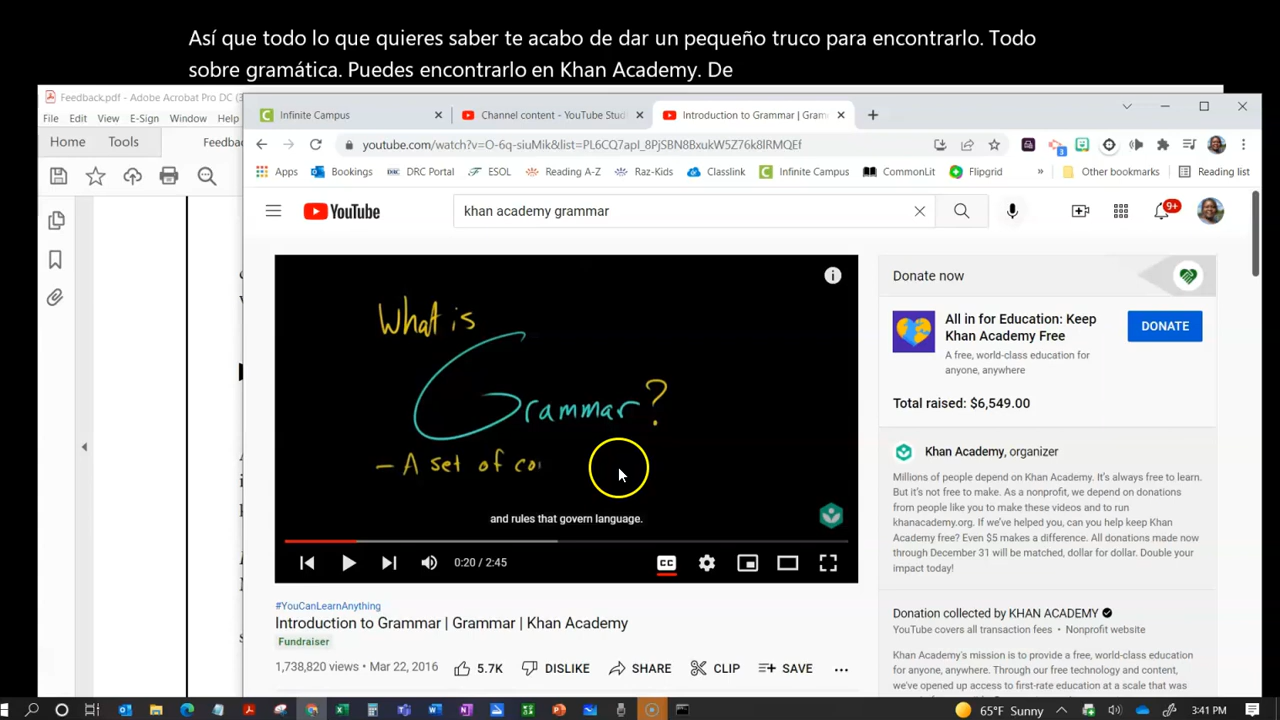 Así que todo lo que quieres saber te acabo de dar un pequeño truco para encontrarlo. Todo
sobre gramática. Puedes encontrarlo en Khan Academy. De
Feedback.pdf - Adobe Acrobat Pro DC (3
File Edit View E-Sign Window Help
Home Tools Feedba
Infinite Campus
Channel content - YouTube Stud
Introduction to Grammar | Gram
youtube.com/watch?v=O-6q-siuMik&list=PL6CQ7apI_8PjSBN8BxukW5Z76k8lRMQEf
Apps Bookings DRC Portal ESOL Reading A-Z Raz-Kids Classlink Infinite Campus CommonLit Flipgrid » Other bookmarks Reading list
YouTube
khan academy grammar
9+
What is
Grammar?
- A set of co
and rules that govern language.
0:20 / 2:45
CC
#YouCanLearnAnything
Introduction to Grammar | Grammar | Khan Academy
Fundraiser
1,738,820 views • Mar 22, 2016
5.7K DISLIKE SHARE CLIP SAVE
Donate now
All in for Education: Keep
Khan Academy Free
A free, world-class education for
anyone, anywhere
DONATE
Total raised: $6,549.00
Khan Academy, organizer
Millions of people depend on Khan Academy. It's always free to learn.
But it's not free to make. As a nonprofit, we depend on donations
from people like you to make these videos and to run
khanacademy.org. If we've helped you, can you help keep Khan
Academy free? Even $5 makes a difference. All donations made now
through December 31 will be matched, dollar for dollar. Double your
impact today!
Donation collected by KHAN ACADEMY
YouTube covers all transaction fees • Nonprofit website
Khan Academy's mission is to provide a free, world-class education
for anyone, anywhere. Through our free technology and content,
we've opened up access to first-rate education at a scale that was
65°F Sunny
3:41 PM